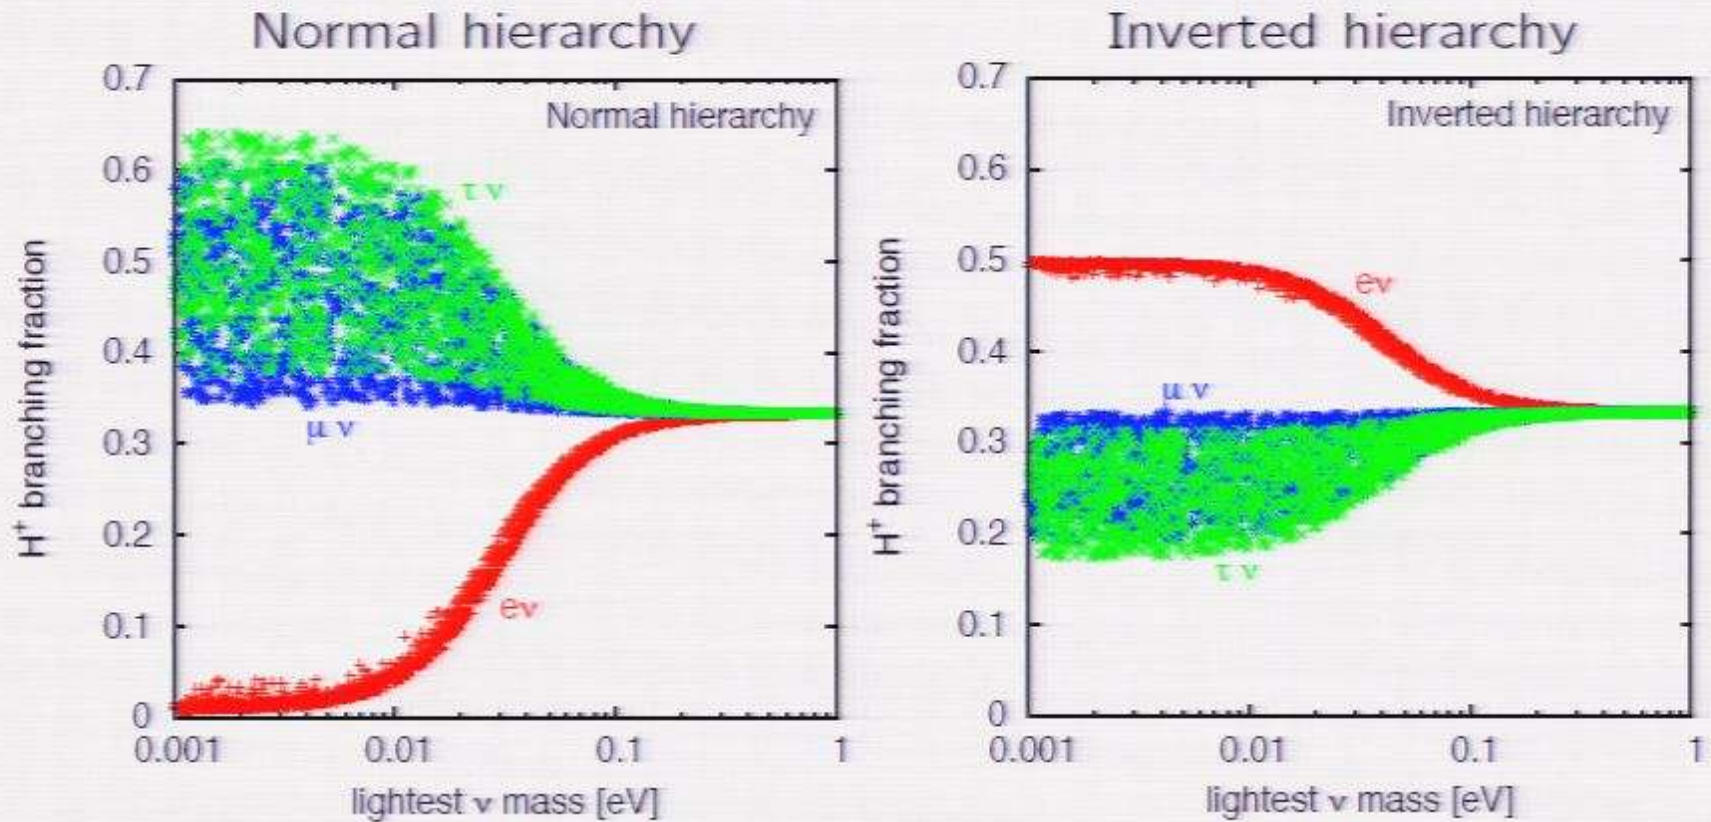 Normal hierarchy
Inverted hierarchy
0.7
0.6
0.5
0.4
0.3
0.2
0.1
0
H⁺ branching fraction
Normal hierarchy
τ ν
μ ν
eν
0.001
0.01
0.1
1
lightest ν mass [eV]
0.7
0.6
0.5
0.4
0.3
0.2
0.1
0
H⁺ branching fraction
Inverted hierarchy
eν
μ ν
τ ν
0.001
0.01
0.1
1
lightest ν mass [eV]